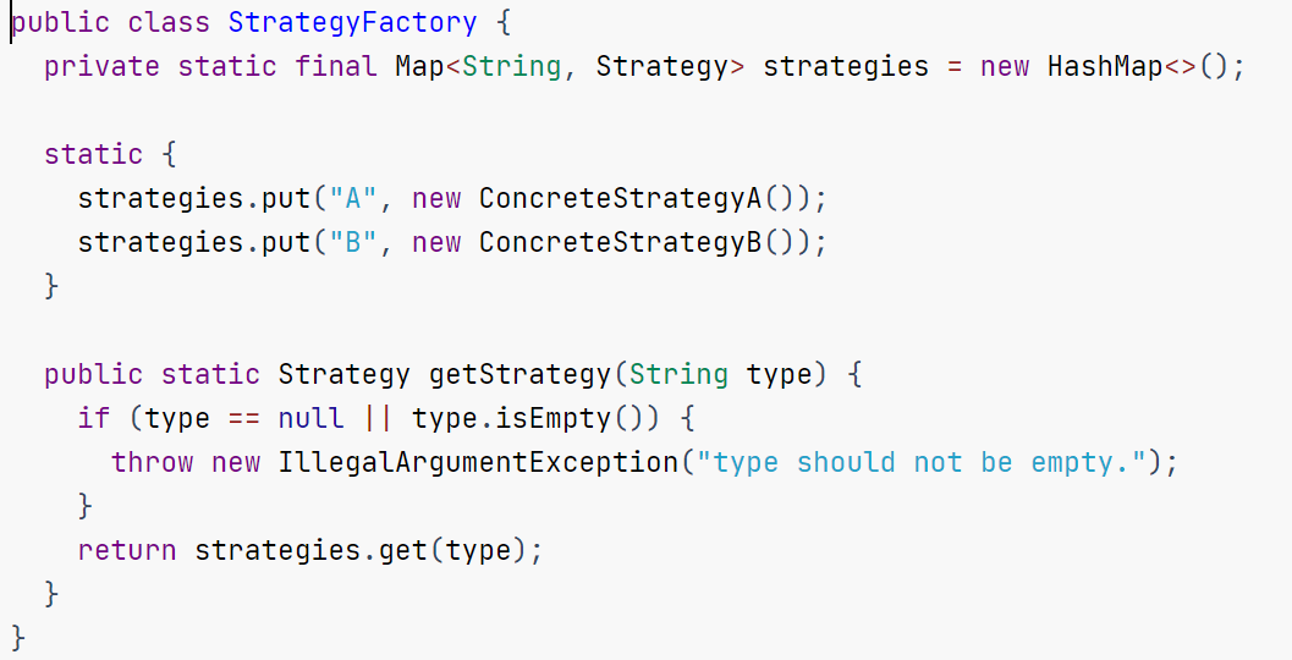 public class StrategyFactory {
  private static final Map<String, Strategy> strategies = new HashMap<>();
  static {
    strategies.put("A", new ConcreteStrategyA());
    strategies.put("B", new ConcreteStrategyB());
  }
  public static Strategy getStrategy(String type) {
    if (type == null || type.isEmpty()) {
      throw new IllegalArgumentException("type should not be empty.");
    }
    return strategies.get(type);
  }
}